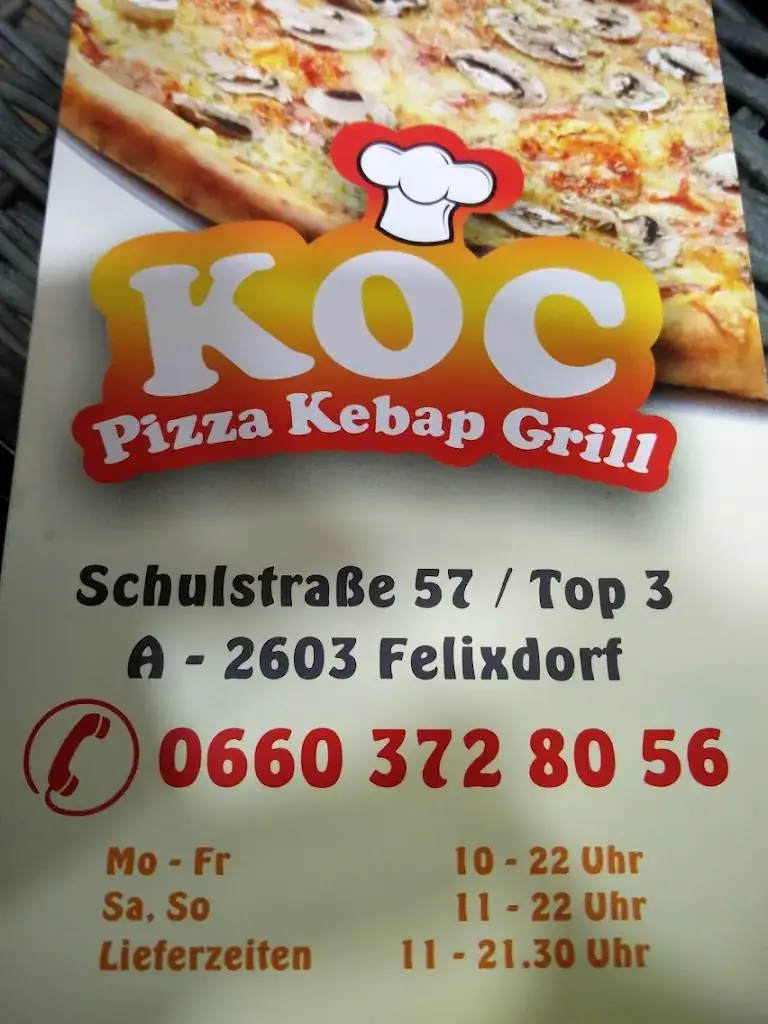 KOC
Pizza Kebap Grill
Schulstraße 57 / Top 3
A - 2603 Felixdorf
0660 372 80 56
Mo - Fr 10 - 22 Uhr
Sa, So 11 - 22 Uhr
Lieferzeiten 11 - 21.30 Uhr